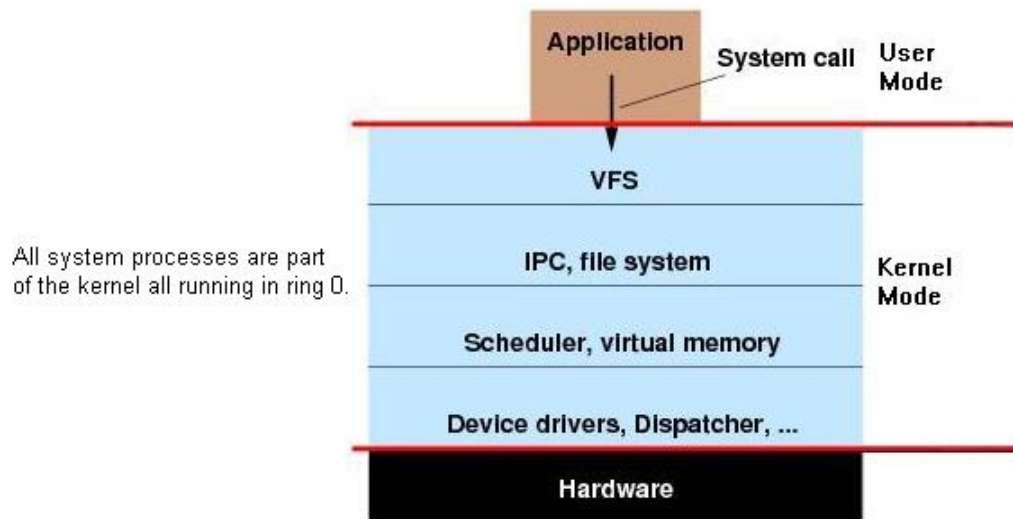 Application
System call
User
Mode
VFS
All system processes are part
of the kernel all running in ring 0.
IPC, file system
Kernel
Mode
Scheduler, virtual memory
Device drivers, Dispatcher, ...
Hardware